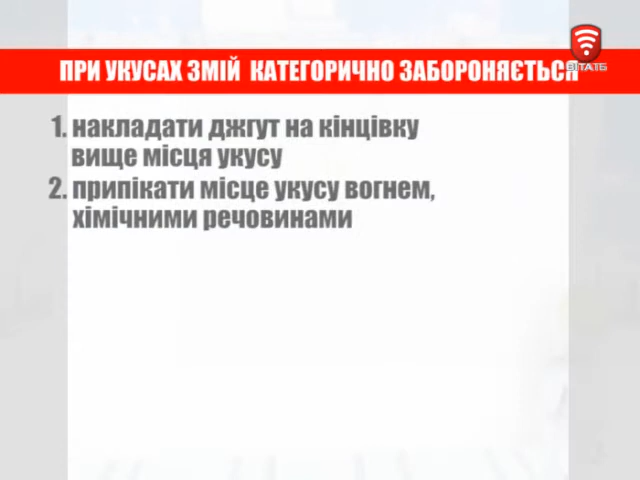 ВІТАТБ
ПРИ УКУСАХ ЗМІЙ КАТЕГОРИЧНО ЗАБОРОНЯЄТЬСЯ
1. накладати джгут на кінцівку
вище місця укусу
2. припікати місце укусу вогнем,
хімічними речовинами